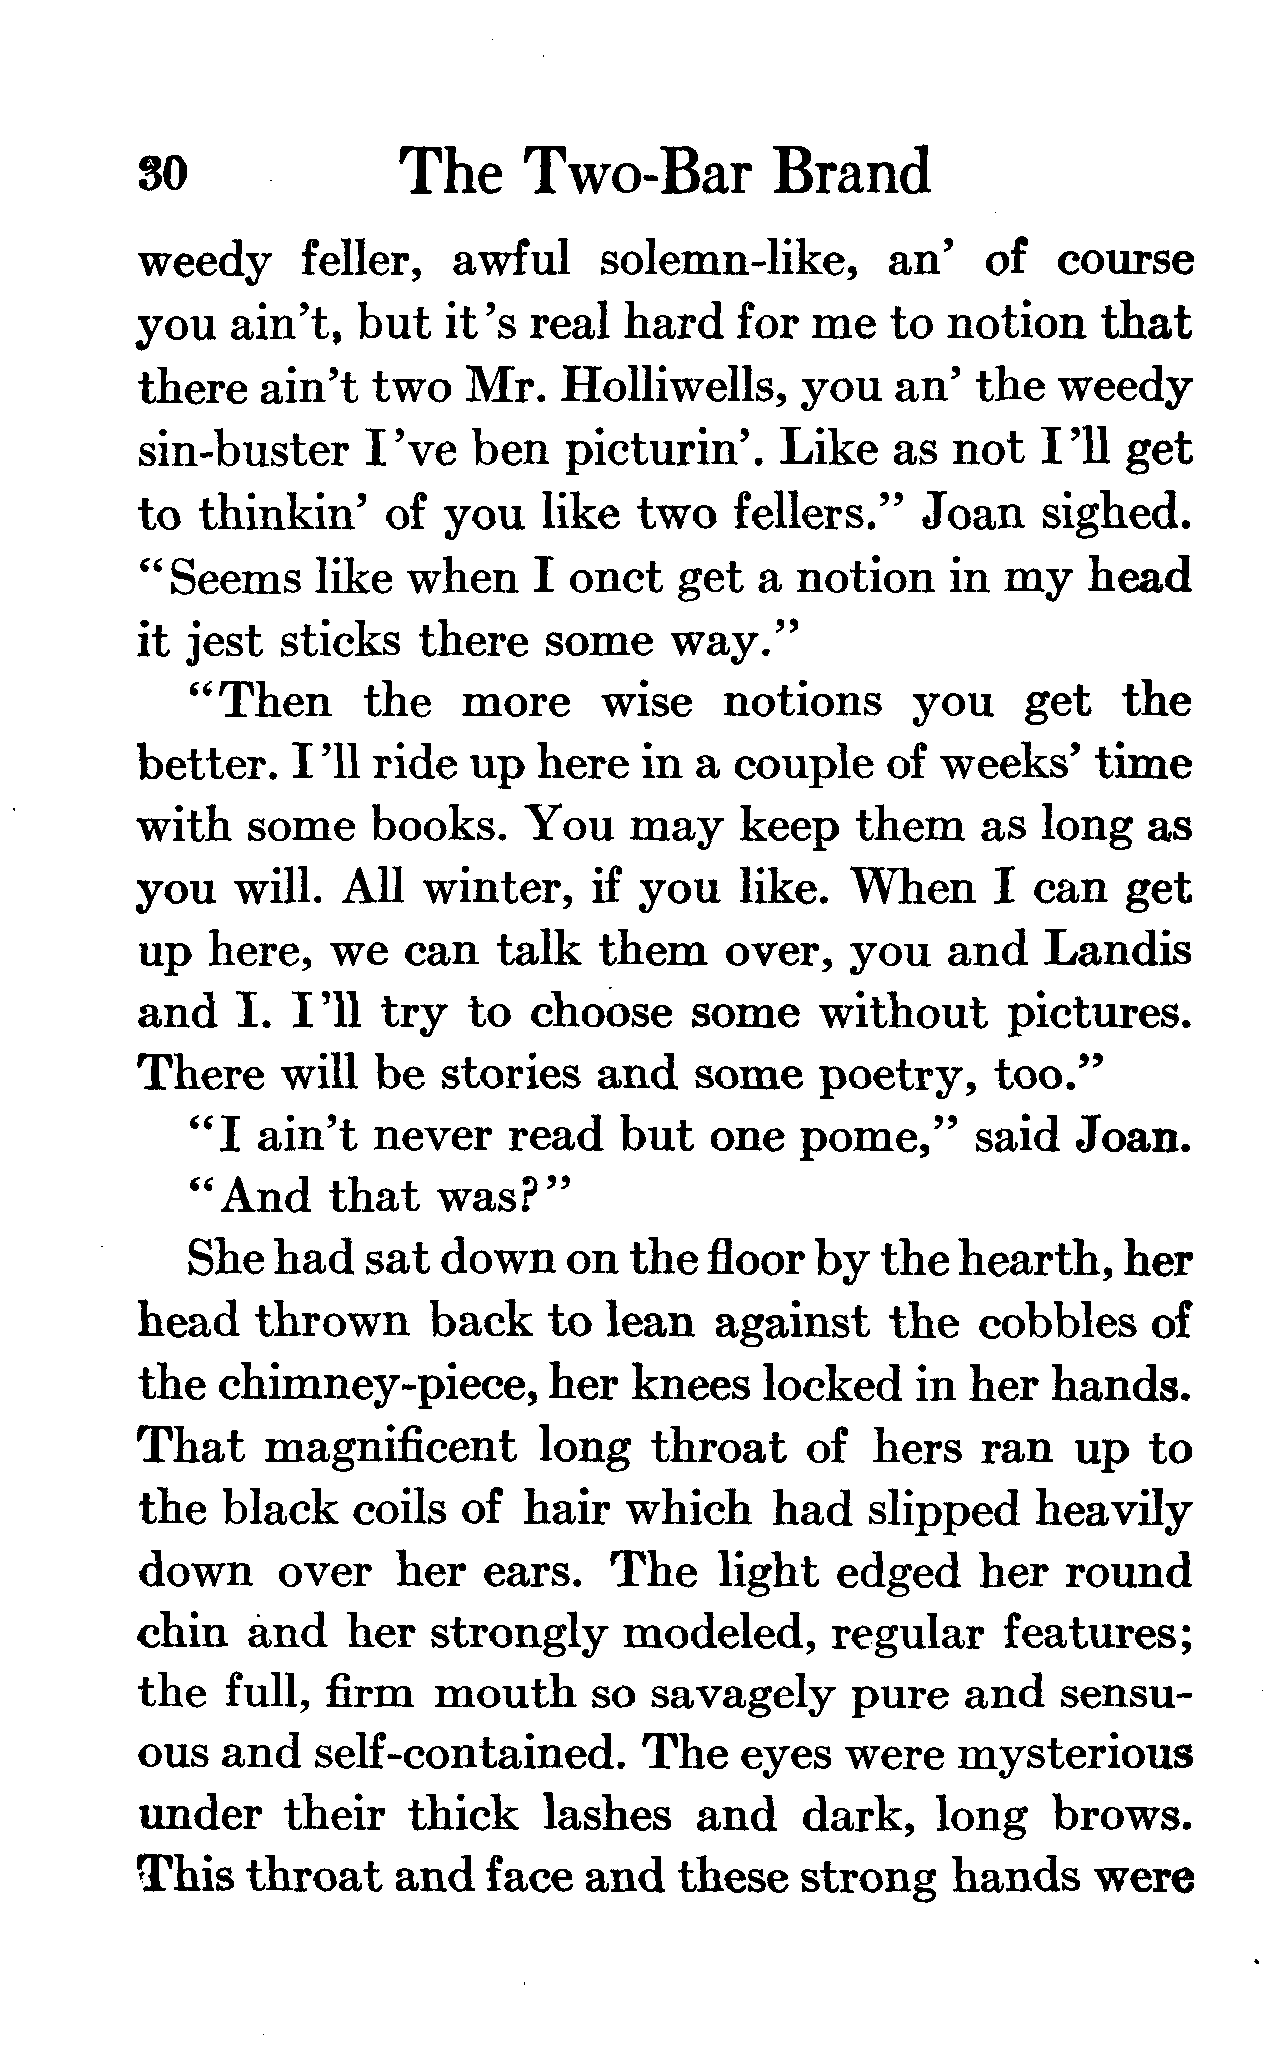 30 The Two-Bar Brand
weedy feller, awful solemn-like, an' of course
you ain't, but it's real hard for me to notion that
there ain't two Mr. Holliwells, you an' the weedy
sin-buster I've ben picturin'. Like as not I'll get
to thinkin' of you like two fellers." Joan sighed.
"Seems like when I onct get a notion in my head
it jest sticks there some way."
"Then the more wise notions you get the
better. I'll ride up here in a couple of weeks' time
with some books. You may keep them as long as
you will. All winter, if you like. When I can get
up here, we can talk them over, you and Landis
and I. I'll try to choose some without pictures.
There will be stories and some poetry, too."
"I ain't never read but one pome," said Joan.
"And that was?"
She had sat down on the floor by the hearth, her
head thrown back to lean against the cobbles of
the chimney-piece, her knees locked in her hands.
That magnificent long throat of hers ran up to
the black coils of hair which had slipped heavily
down over her ears. The light edged her round
chin and her strongly modeled, regular features;
the full, firm mouth so savagely pure and sensu-
ous and self-contained. The eyes were mysterious
under their thick lashes and dark, long brows.
This throat and face and these strong hands were